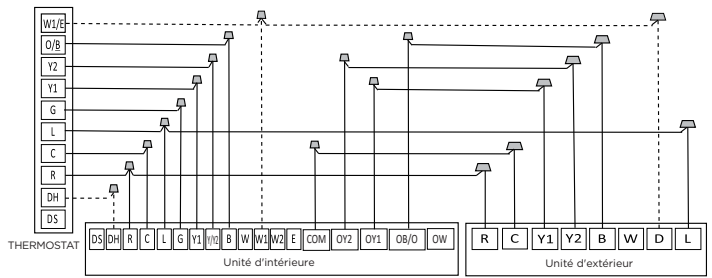 W1/E
O/B
Y2
Y1
G
L
C
R
DH
DS
THERMOSTAT
DS DH R C L G Y1 Y/Y2 B W W1 W2 E COM OY2 OY1 OB/O OW
Unité d'intérieure
R C Y1 Y2 B W D L
Unité d'extérieur